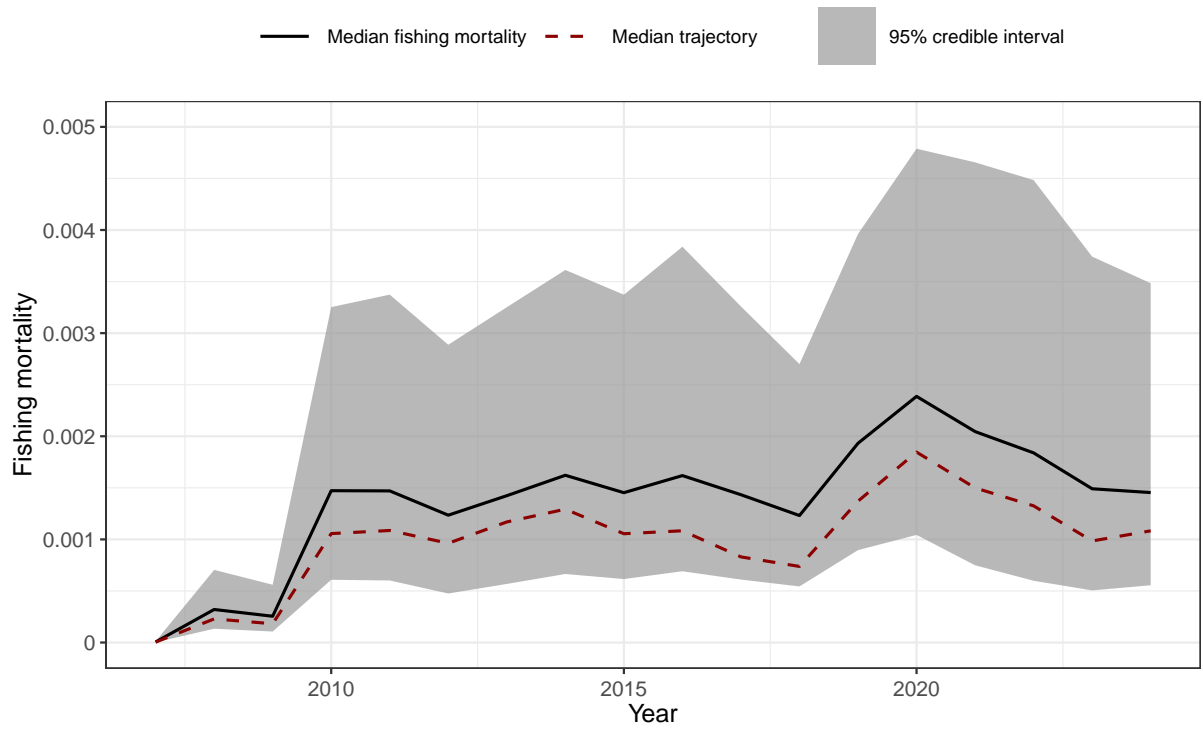 Median fishing mortality Median trajectory 95% credible interval
Fishing mortality
0.005
0.004
0.003
0.002
0.001
0
2010 2015 2020
Year